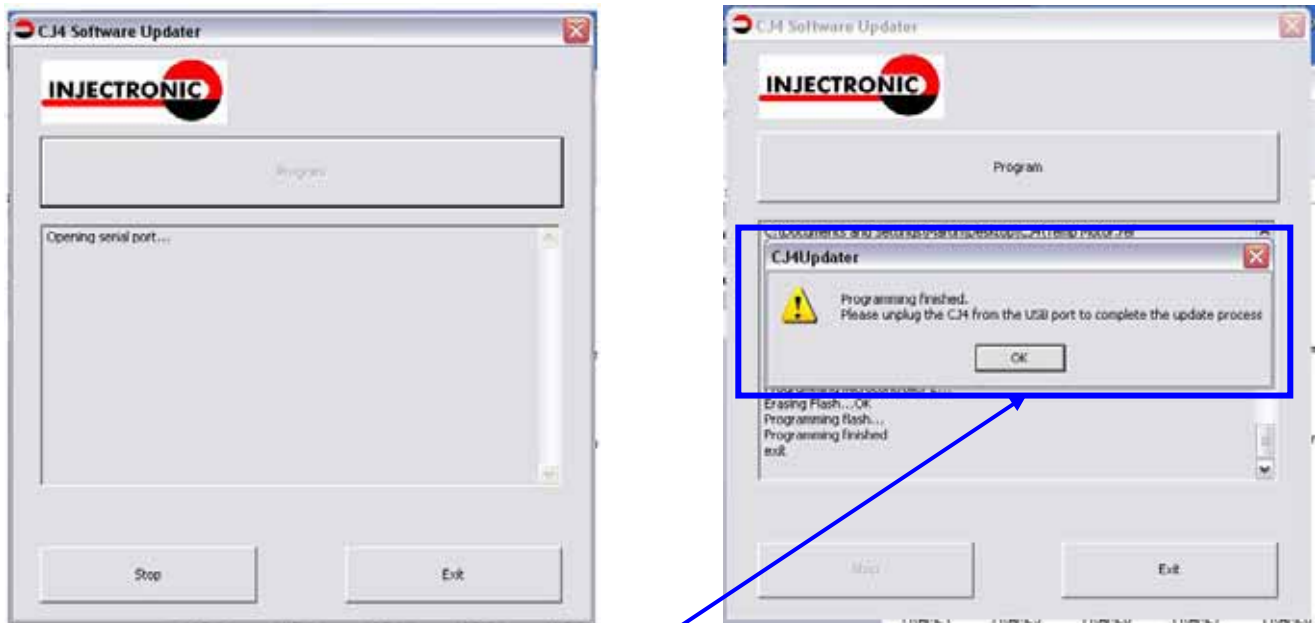 CJ4 Software Updater
INJECTRONIC
Program
Opening serial port...
Stop
Exit
CJ4 Software Updater
INJECTRONIC
Program
CJ4Updater
Programming finished.
Please unplug the CJ4 from the USB port to complete the update process
OK
Erasing Flash...OK
Programming flash...
Programming finished
exit
Exit